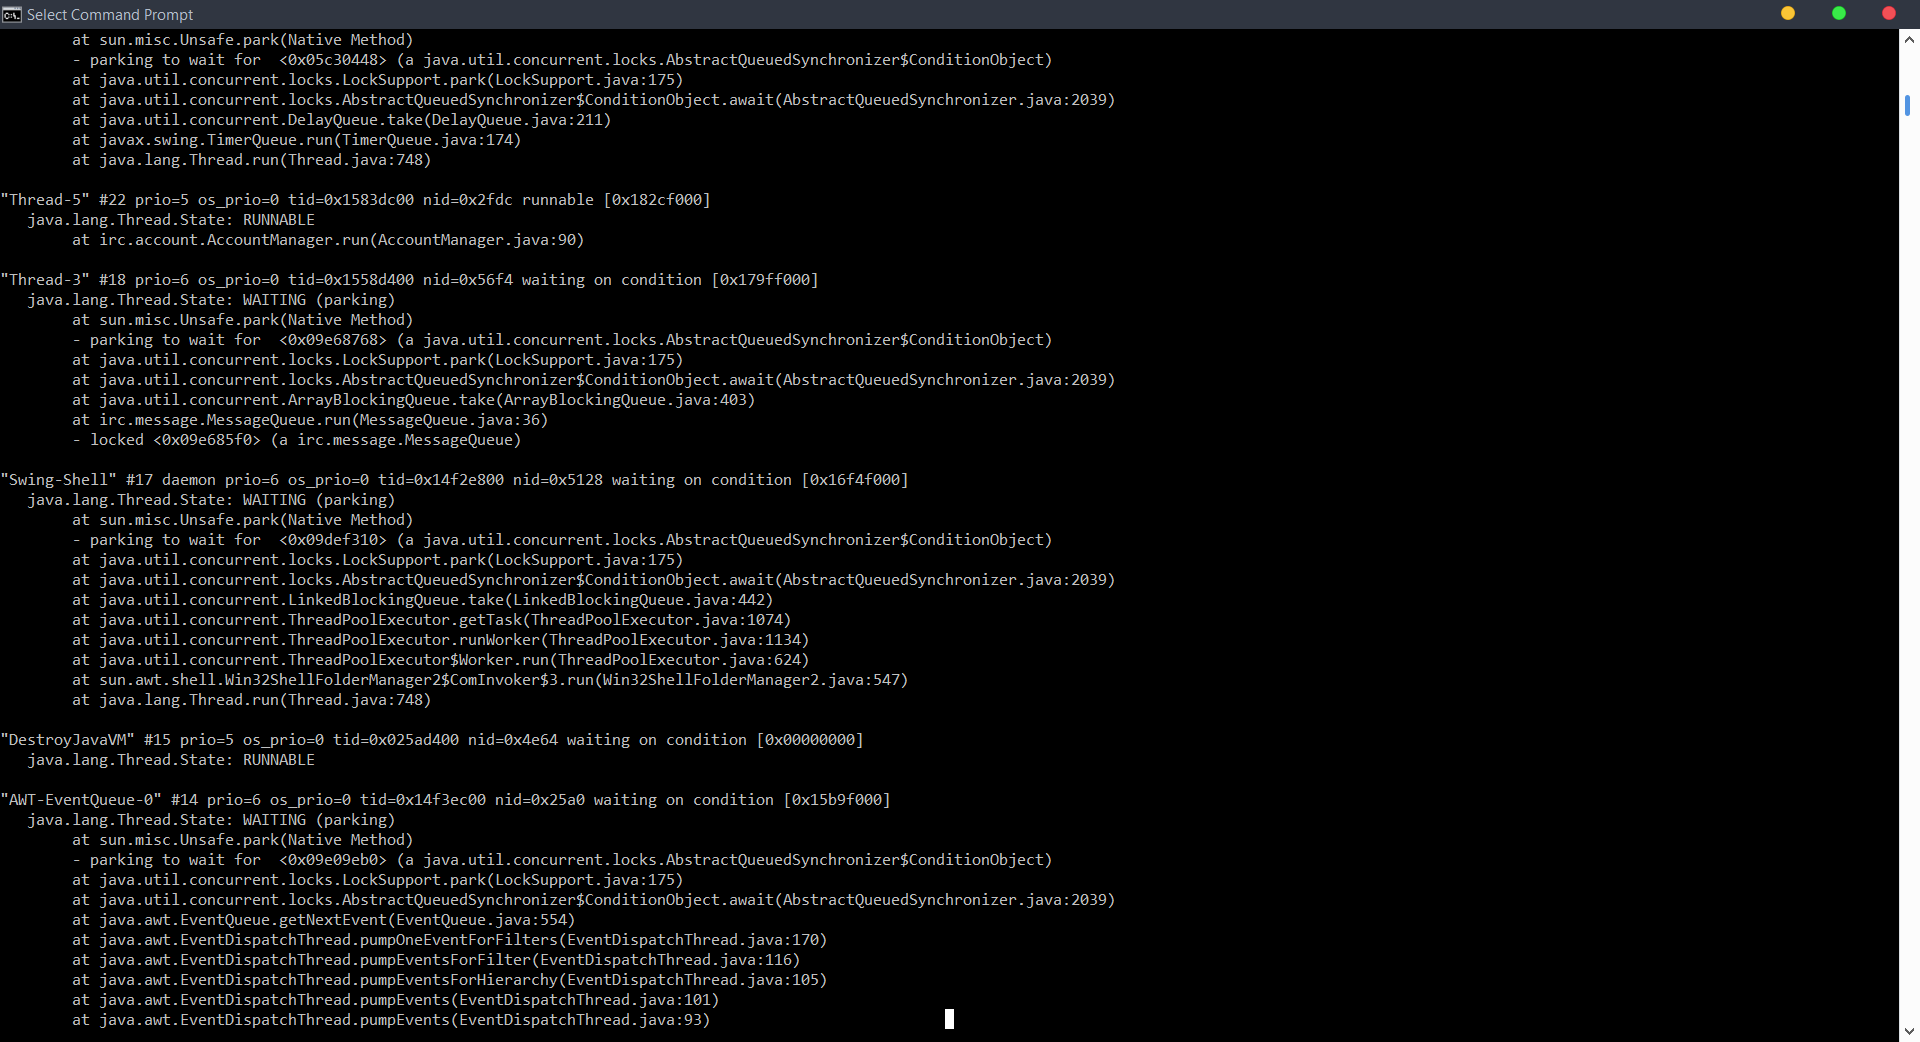 Select Command Prompt
at sun.misc.Unsafe.park(Native Method)
- parking to wait for  <0x05c30448> (a java.util.concurrent.locks.AbstractQueuedSynchronizer$ConditionObject)
at java.util.concurrent.locks.LockSupport.park(LockSupport.java:175)
at java.util.concurrent.locks.AbstractQueuedSynchronizer$ConditionObject.await(AbstractQueuedSynchronizer.java:2039)
at java.util.concurrent.DelayQueue.take(DelayQueue.java:211)
at javax.swing.TimerQueue.run(TimerQueue.java:174)
at java.lang.Thread.run(Thread.java:748)
"Thread-5" #22 prio=5 os_prio=0 tid=0x1583dc00 nid=0x2fdc runnable [0x182cf000]
java.lang.Thread.State: RUNNABLE
at irc.account.AccountManager.run(AccountManager.java:90)
"Thread-3" #18 prio=6 os_prio=0 tid=0x1558d400 nid=0x56f4 waiting on condition [0x179ff000]
java.lang.Thread.State: WAITING (parking)
at sun.misc.Unsafe.park(Native Method)
- parking to wait for  <0x09e68768> (a java.util.concurrent.locks.AbstractQueuedSynchronizer$ConditionObject)
at java.util.concurrent.locks.LockSupport.park(LockSupport.java:175)
at java.util.concurrent.locks.AbstractQueuedSynchronizer$ConditionObject.await(AbstractQueuedSynchronizer.java:2039)
at java.util.concurrent.ArrayBlockingQueue.take(ArrayBlockingQueue.java:403)
at irc.message.MessageQueue.run(MessageQueue.java:36)
- locked <0x09e685f0> (a irc.message.MessageQueue)
"Swing-Shell" #17 daemon prio=6 os_prio=0 tid=0x14f2e800 nid=0x5128 waiting on condition [0x16f4f000]
java.lang.Thread.State: WAITING (parking)
at sun.misc.Unsafe.park(Native Method)
- parking to wait for  <0x09def310> (a java.util.concurrent.locks.AbstractQueuedSynchronizer$ConditionObject)
at java.util.concurrent.locks.LockSupport.park(LockSupport.java:175)
at java.util.concurrent.locks.AbstractQueuedSynchronizer$ConditionObject.await(AbstractQueuedSynchronizer.java:2039)
at java.util.concurrent.LinkedBlockingQueue.take(LinkedBlockingQueue.java:442)
at java.util.concurrent.ThreadPoolExecutor.getTask(ThreadPoolExecutor.java:1074)
at java.util.concurrent.ThreadPoolExecutor.runWorker(ThreadPoolExecutor.java:1134)
at java.util.concurrent.ThreadPoolExecutor$Worker.run(ThreadPoolExecutor.java:624)
at sun.awt.shell.Win32ShellFolderManager2$ComInvoker$3.run(Win32ShellFolderManager2.java:547)
at java.lang.Thread.run(Thread.java:748)
"DestroyJavaVM" #15 prio=5 os_prio=0 tid=0x025ad400 nid=0x4e64 waiting on condition [0x00000000]
java.lang.Thread.State: RUNNABLE
"AWT-EventQueue-0" #14 prio=6 os_prio=0 tid=0x14f3ec00 nid=0x25a0 waiting on condition [0x15b9f000]
java.lang.Thread.State: WAITING (parking)
at sun.misc.Unsafe.park(Native Method)
- parking to wait for  <0x09e09eb0> (a java.util.concurrent.locks.AbstractQueuedSynchronizer$ConditionObject)
at java.util.concurrent.locks.LockSupport.park(LockSupport.java:175)
at java.util.concurrent.locks.AbstractQueuedSynchronizer$ConditionObject.await(AbstractQueuedSynchronizer.java:2039)
at java.awt.EventQueue.getNextEvent(EventQueue.java:554)
at java.awt.EventDispatchThread.pumpOneEventForFilters(EventDispatchThread.java:170)
at java.awt.EventDispatchThread.pumpEventsForFilter(EventDispatchThread.java:116)
at java.awt.EventDispatchThread.pumpEventsForHierarchy(EventDispatchThread.java:105)
at java.awt.EventDispatchThread.pumpEvents(EventDispatchThread.java:101)
at java.awt.EventDispatchThread.pumpEvents(EventDispatchThread.java:93)